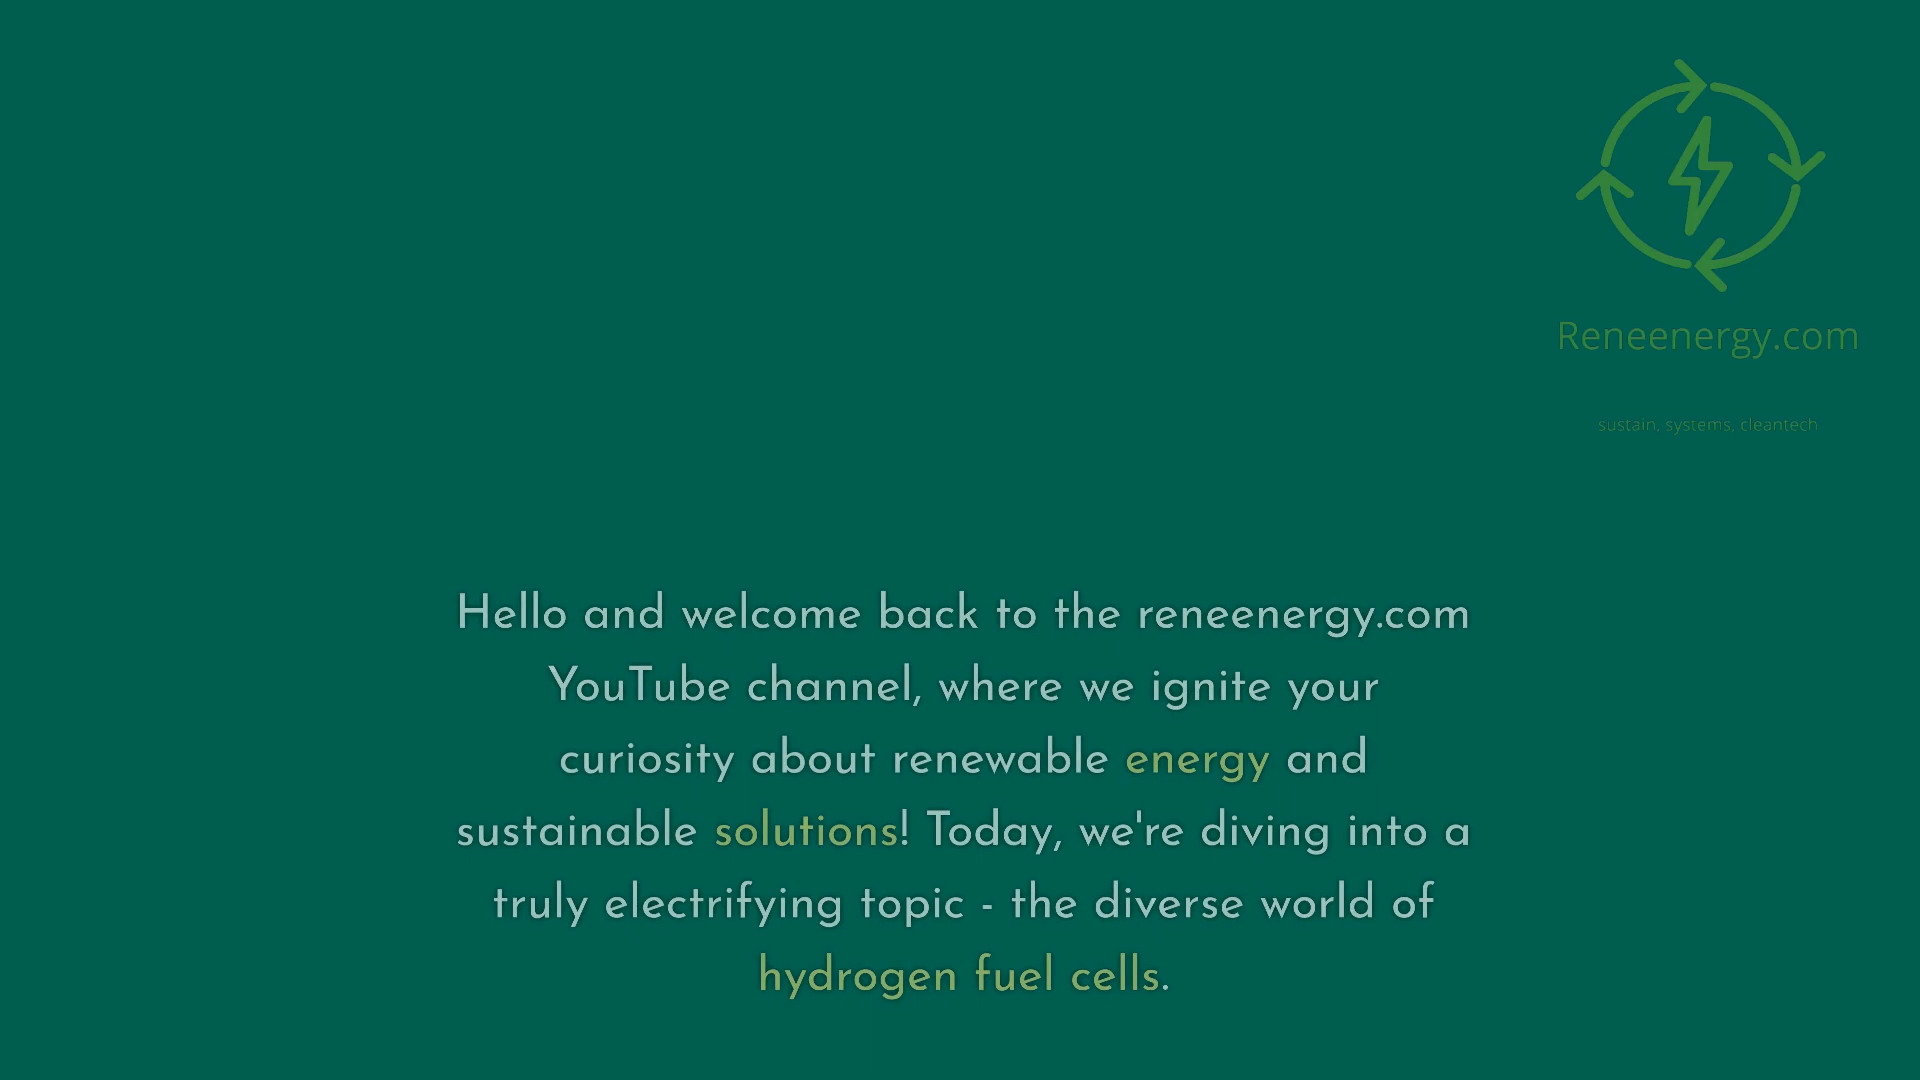 Reneenergy.com
sustain, systems, cleantech
Hello and welcome back to the reneenergy.com
YouTube channel, where we ignite your
curiosity about renewable energy and
sustainable solutions! Today, we're diving into a
truly electrifying topic - the diverse world of
hydrogen fuel cells.